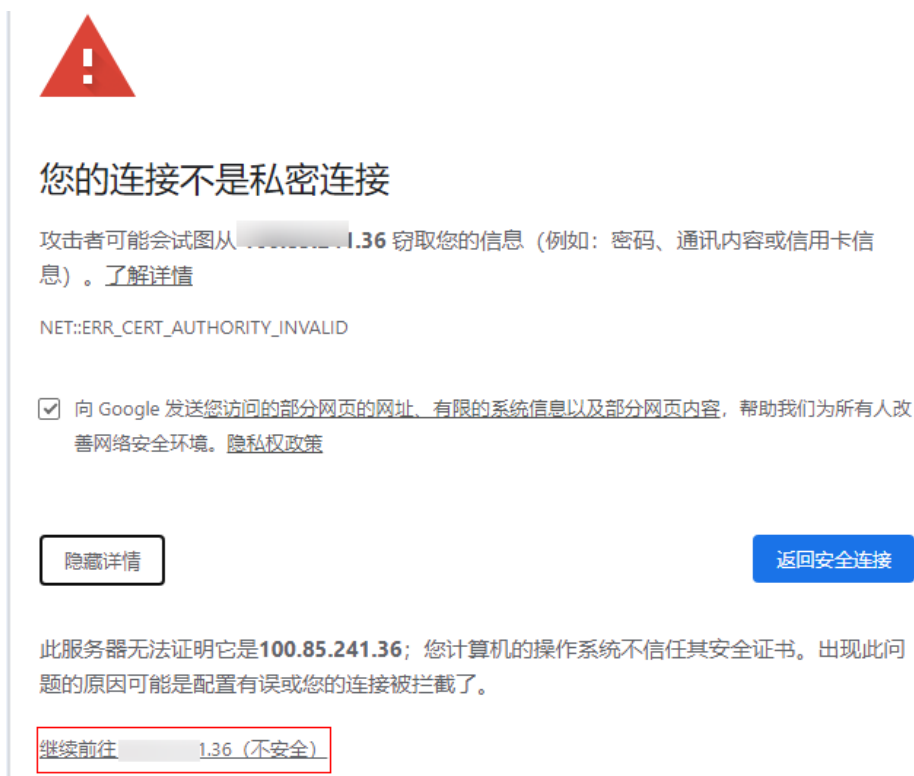 您的连接不是私密连接
攻击者可能会试图从 1.36 窃取您的信息（例如：密码、通讯内容或信用卡信
息）。了解详情
NET::ERR_CERT_AUTHORITY_INVALID
向 Google 发送您访问的部分网页的网址、有限的系统信息以及部分网页内容，帮助我们为所有人改
善网络安全环境。隐私权政策
隐藏详情
返回安全连接
此服务器无法证明它是100.85.241.36；您计算机的操作系统不信任其安全证书。出现此问
题的原因可能是配置有误或您的连接被拦截了。
继续前往 1.36（不安全）